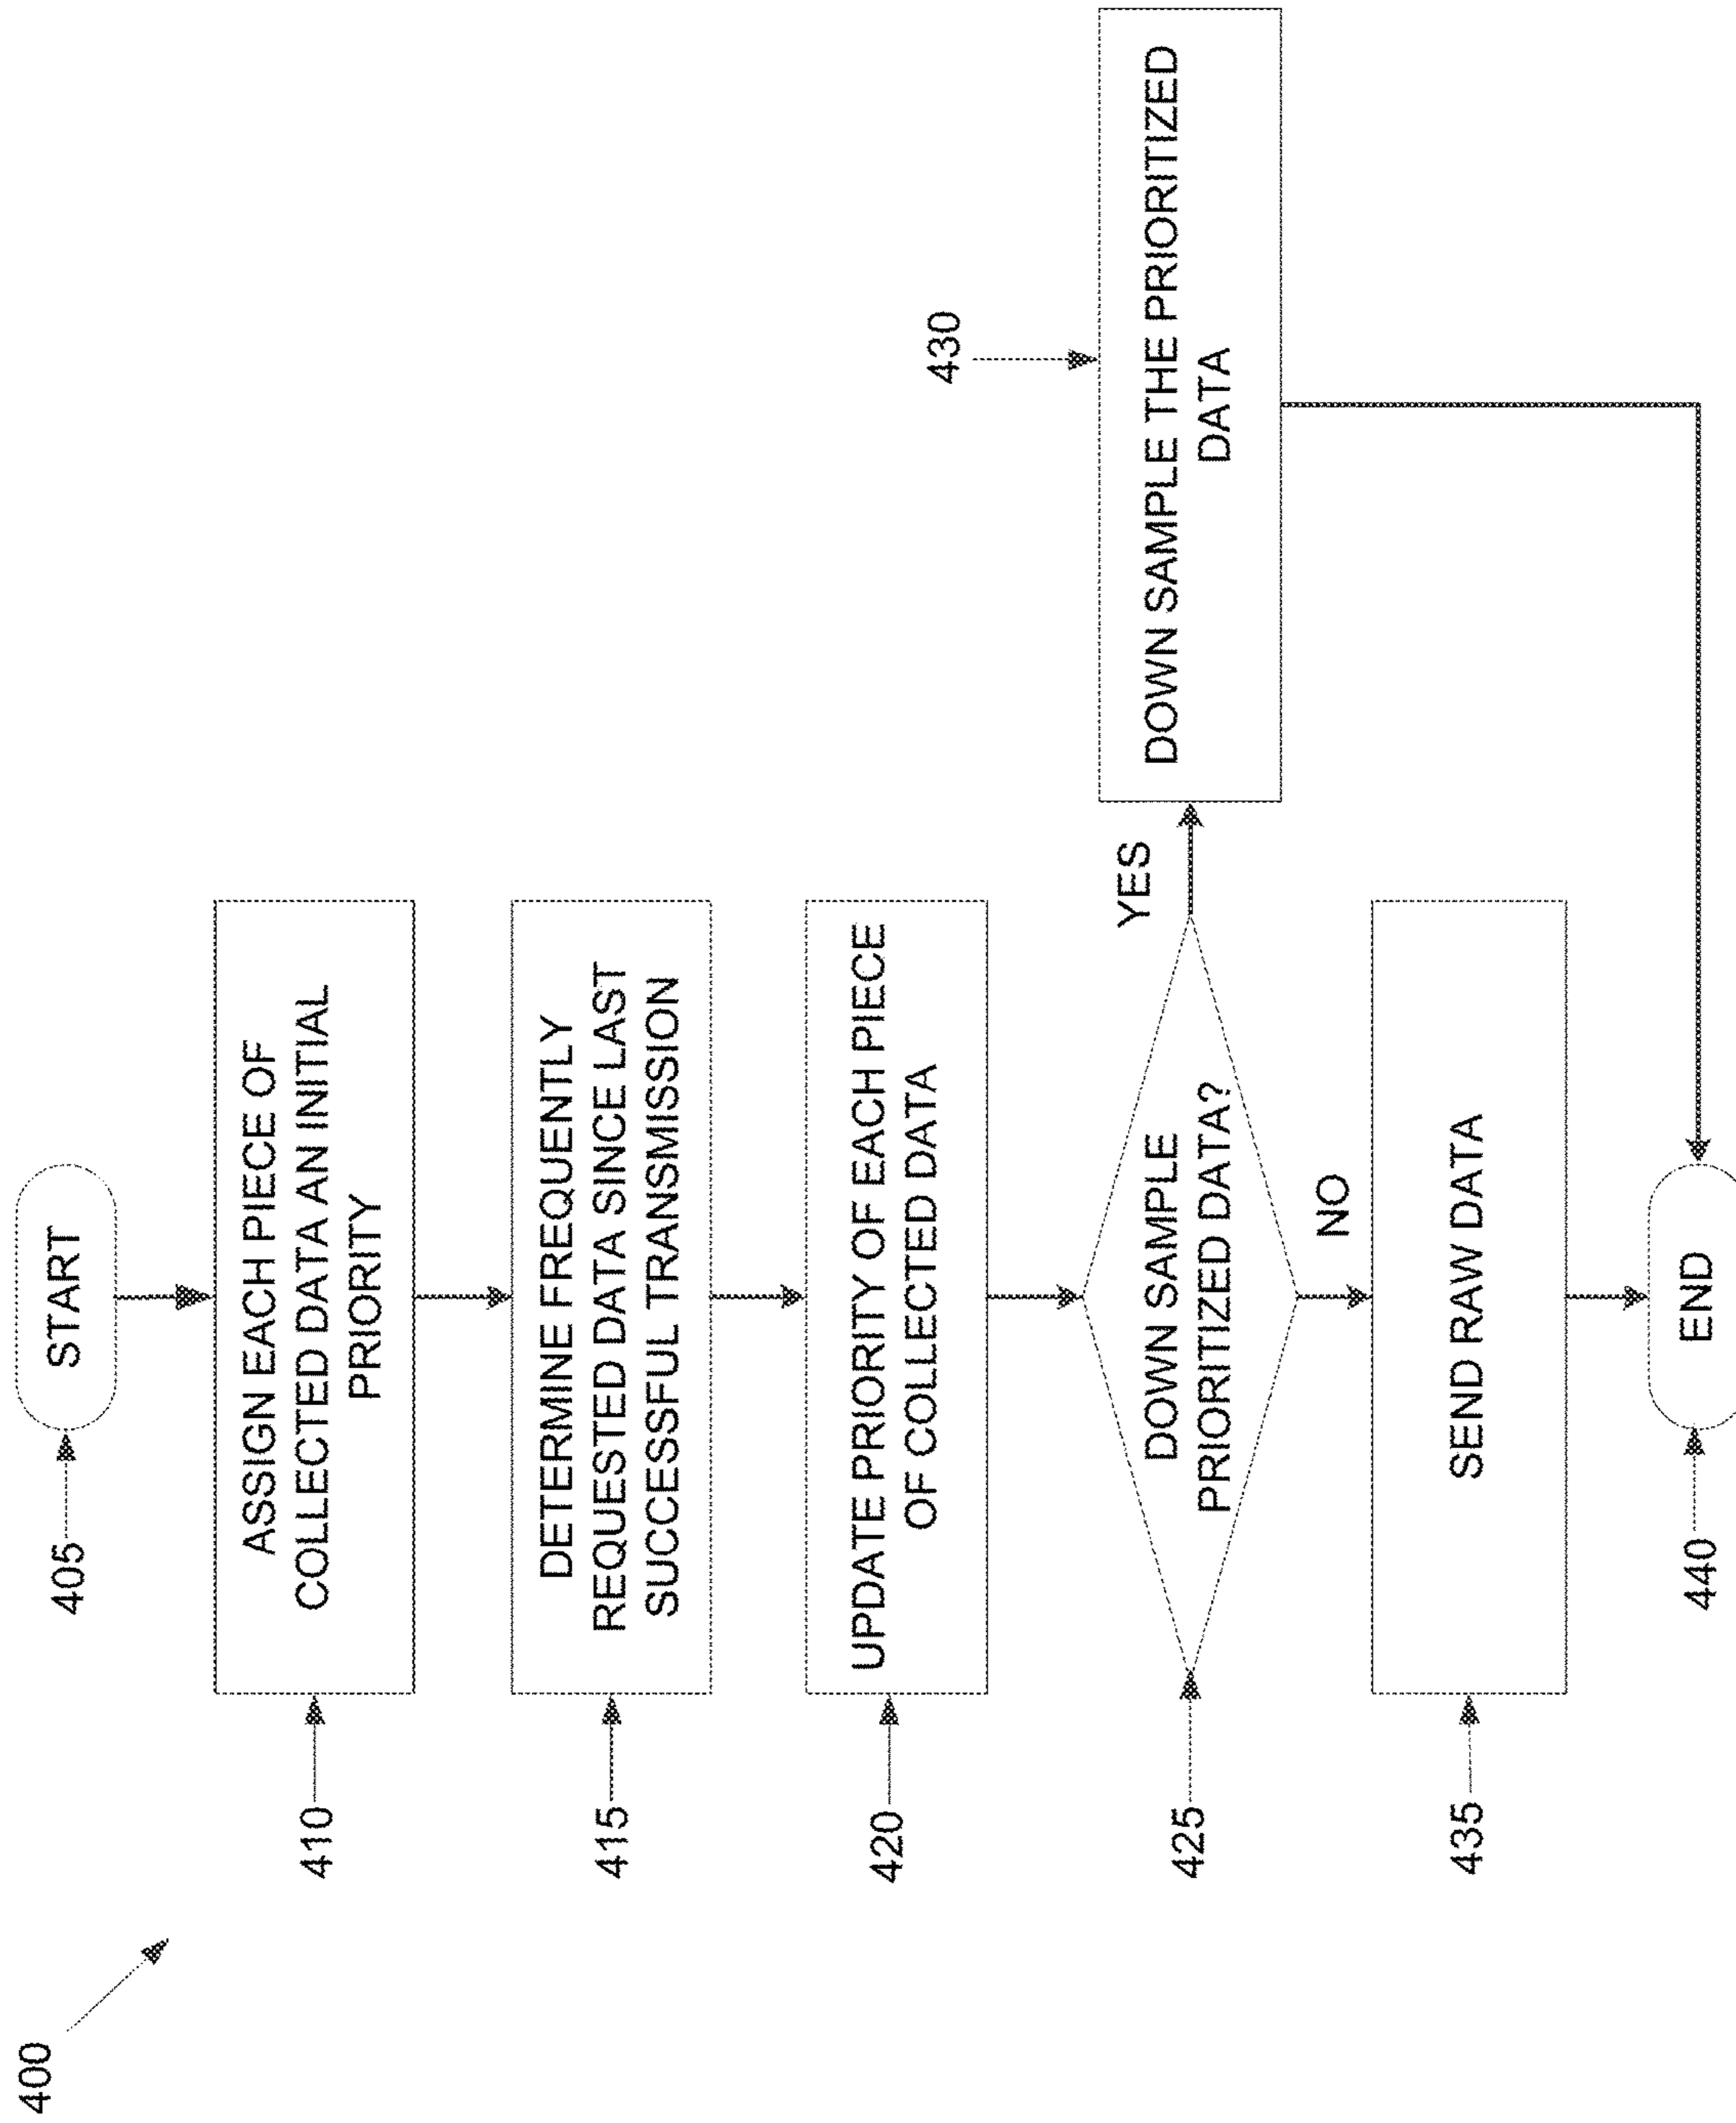 400
405
START
410
ASSIGN EACH PIECE OF
COLLECTED DATA AN INITIAL
PRIORITY
415
DETERMINE FREQUENTLY
REQUESTED DATA SINCE LAST
SUCCESSFUL TRANSMISSION
420
UPDATE PRIORITY OF EACH PIECE
OF COLLECTED DATA
425
DOWN SAMPLE
PRIORITIZED DATA?
YES
430
DOWN SAMPLE THE PRIORITIZED
DATA
NO
435
SEND RAW DATA
440
END